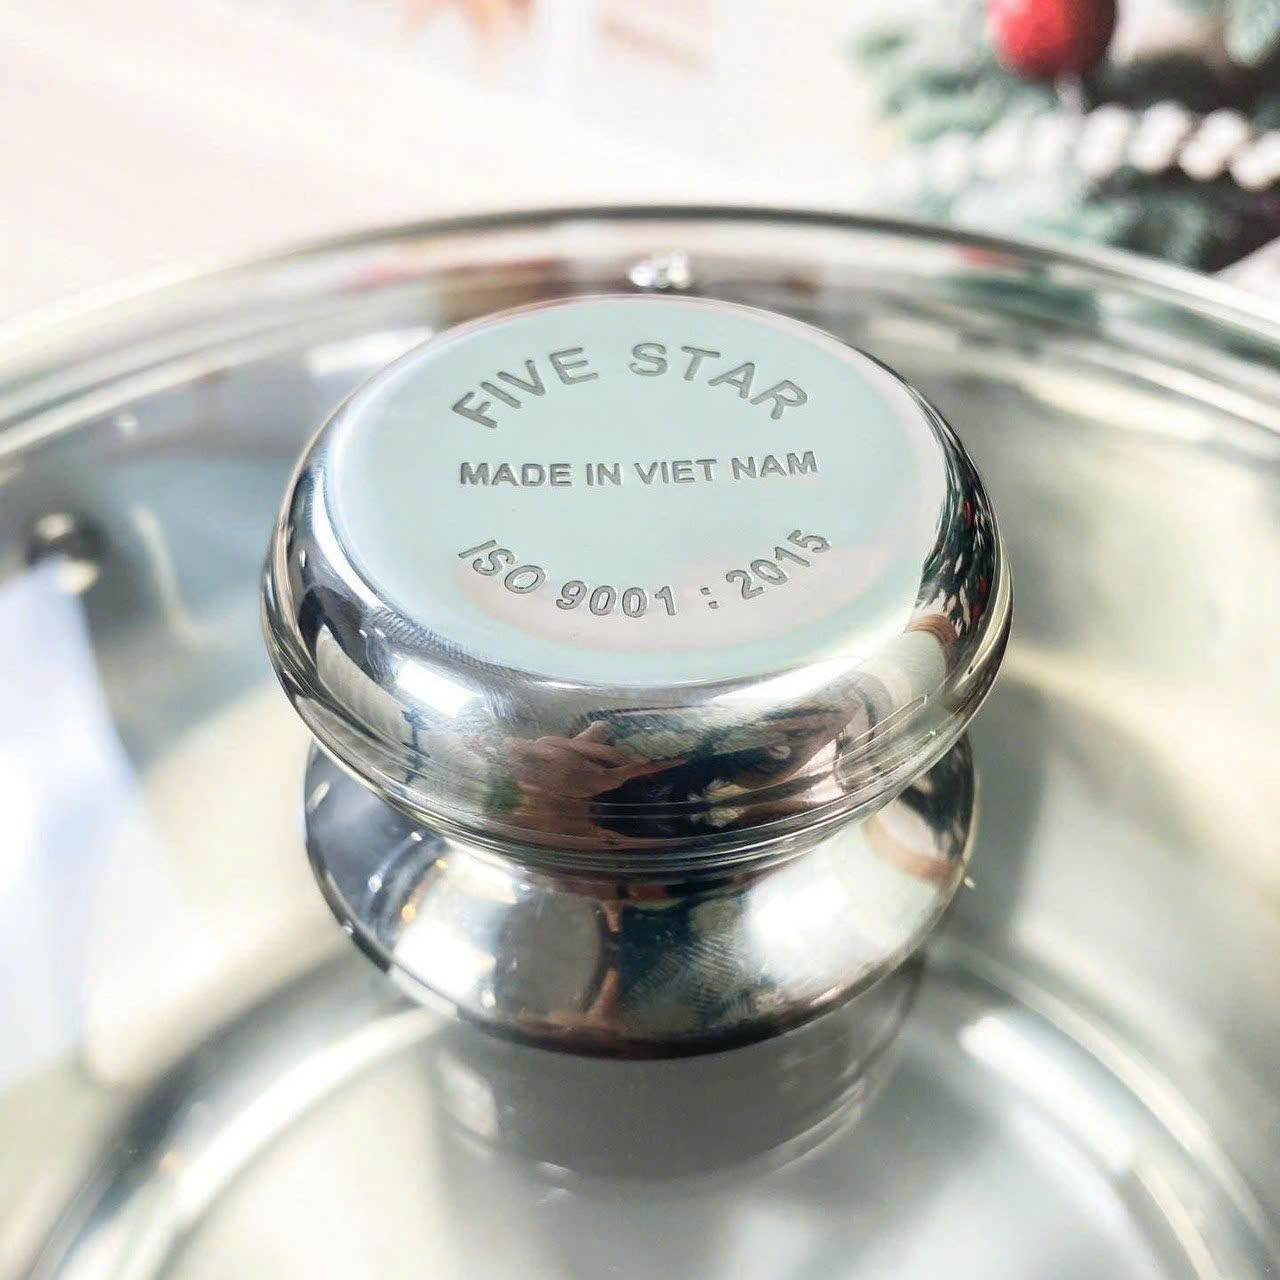 FIVE STAR
MADE IN VIET NAM
ISO 9001 : 2015